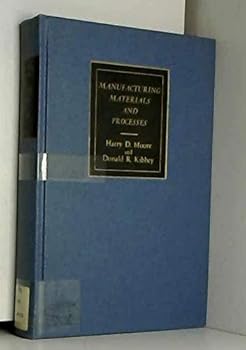 MANUFACTURING
MATERIALS
AND
PROCESSES
Harry D. Moore
and
Donald R. Kibbey